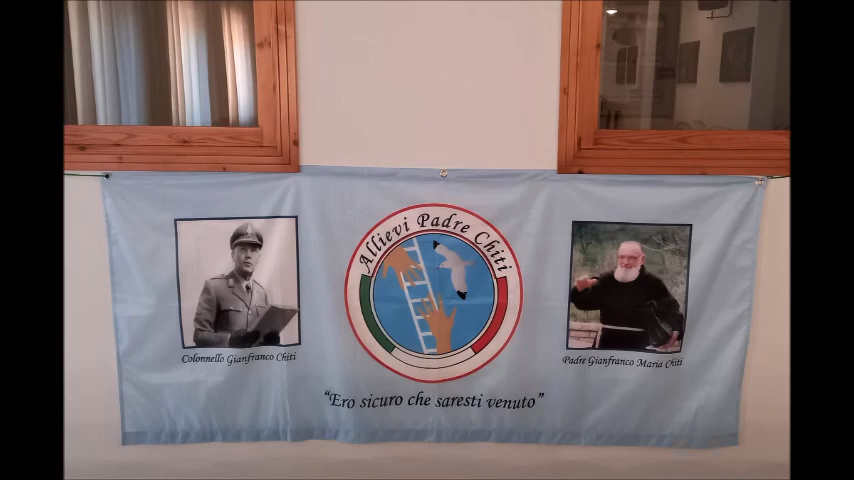 Allievi Padre Chiti
Colonnello Gianfranco Chiti
Padre Gianfranco Maria Chiti
"Ero sicuro che saresti venuto"